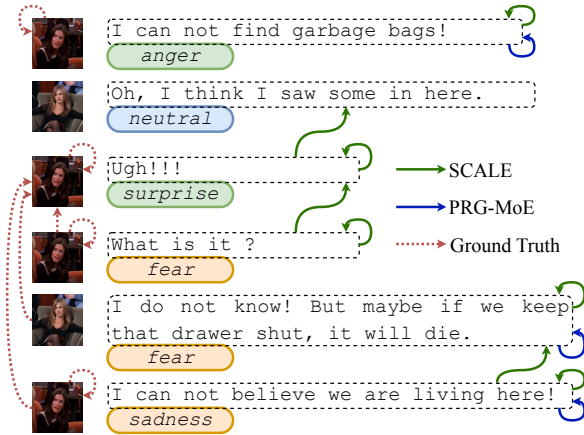 I can not find garbage bags!
anger
Oh, I think I saw some in here.
neutral
Ugh!!!
surprise
SCALE
PRG-MoE
Ground Truth
What is it ?
fear
I do not know! But maybe if we keep
that drawer shut, it will die.
fear
I can not believe we are living here!
sadness